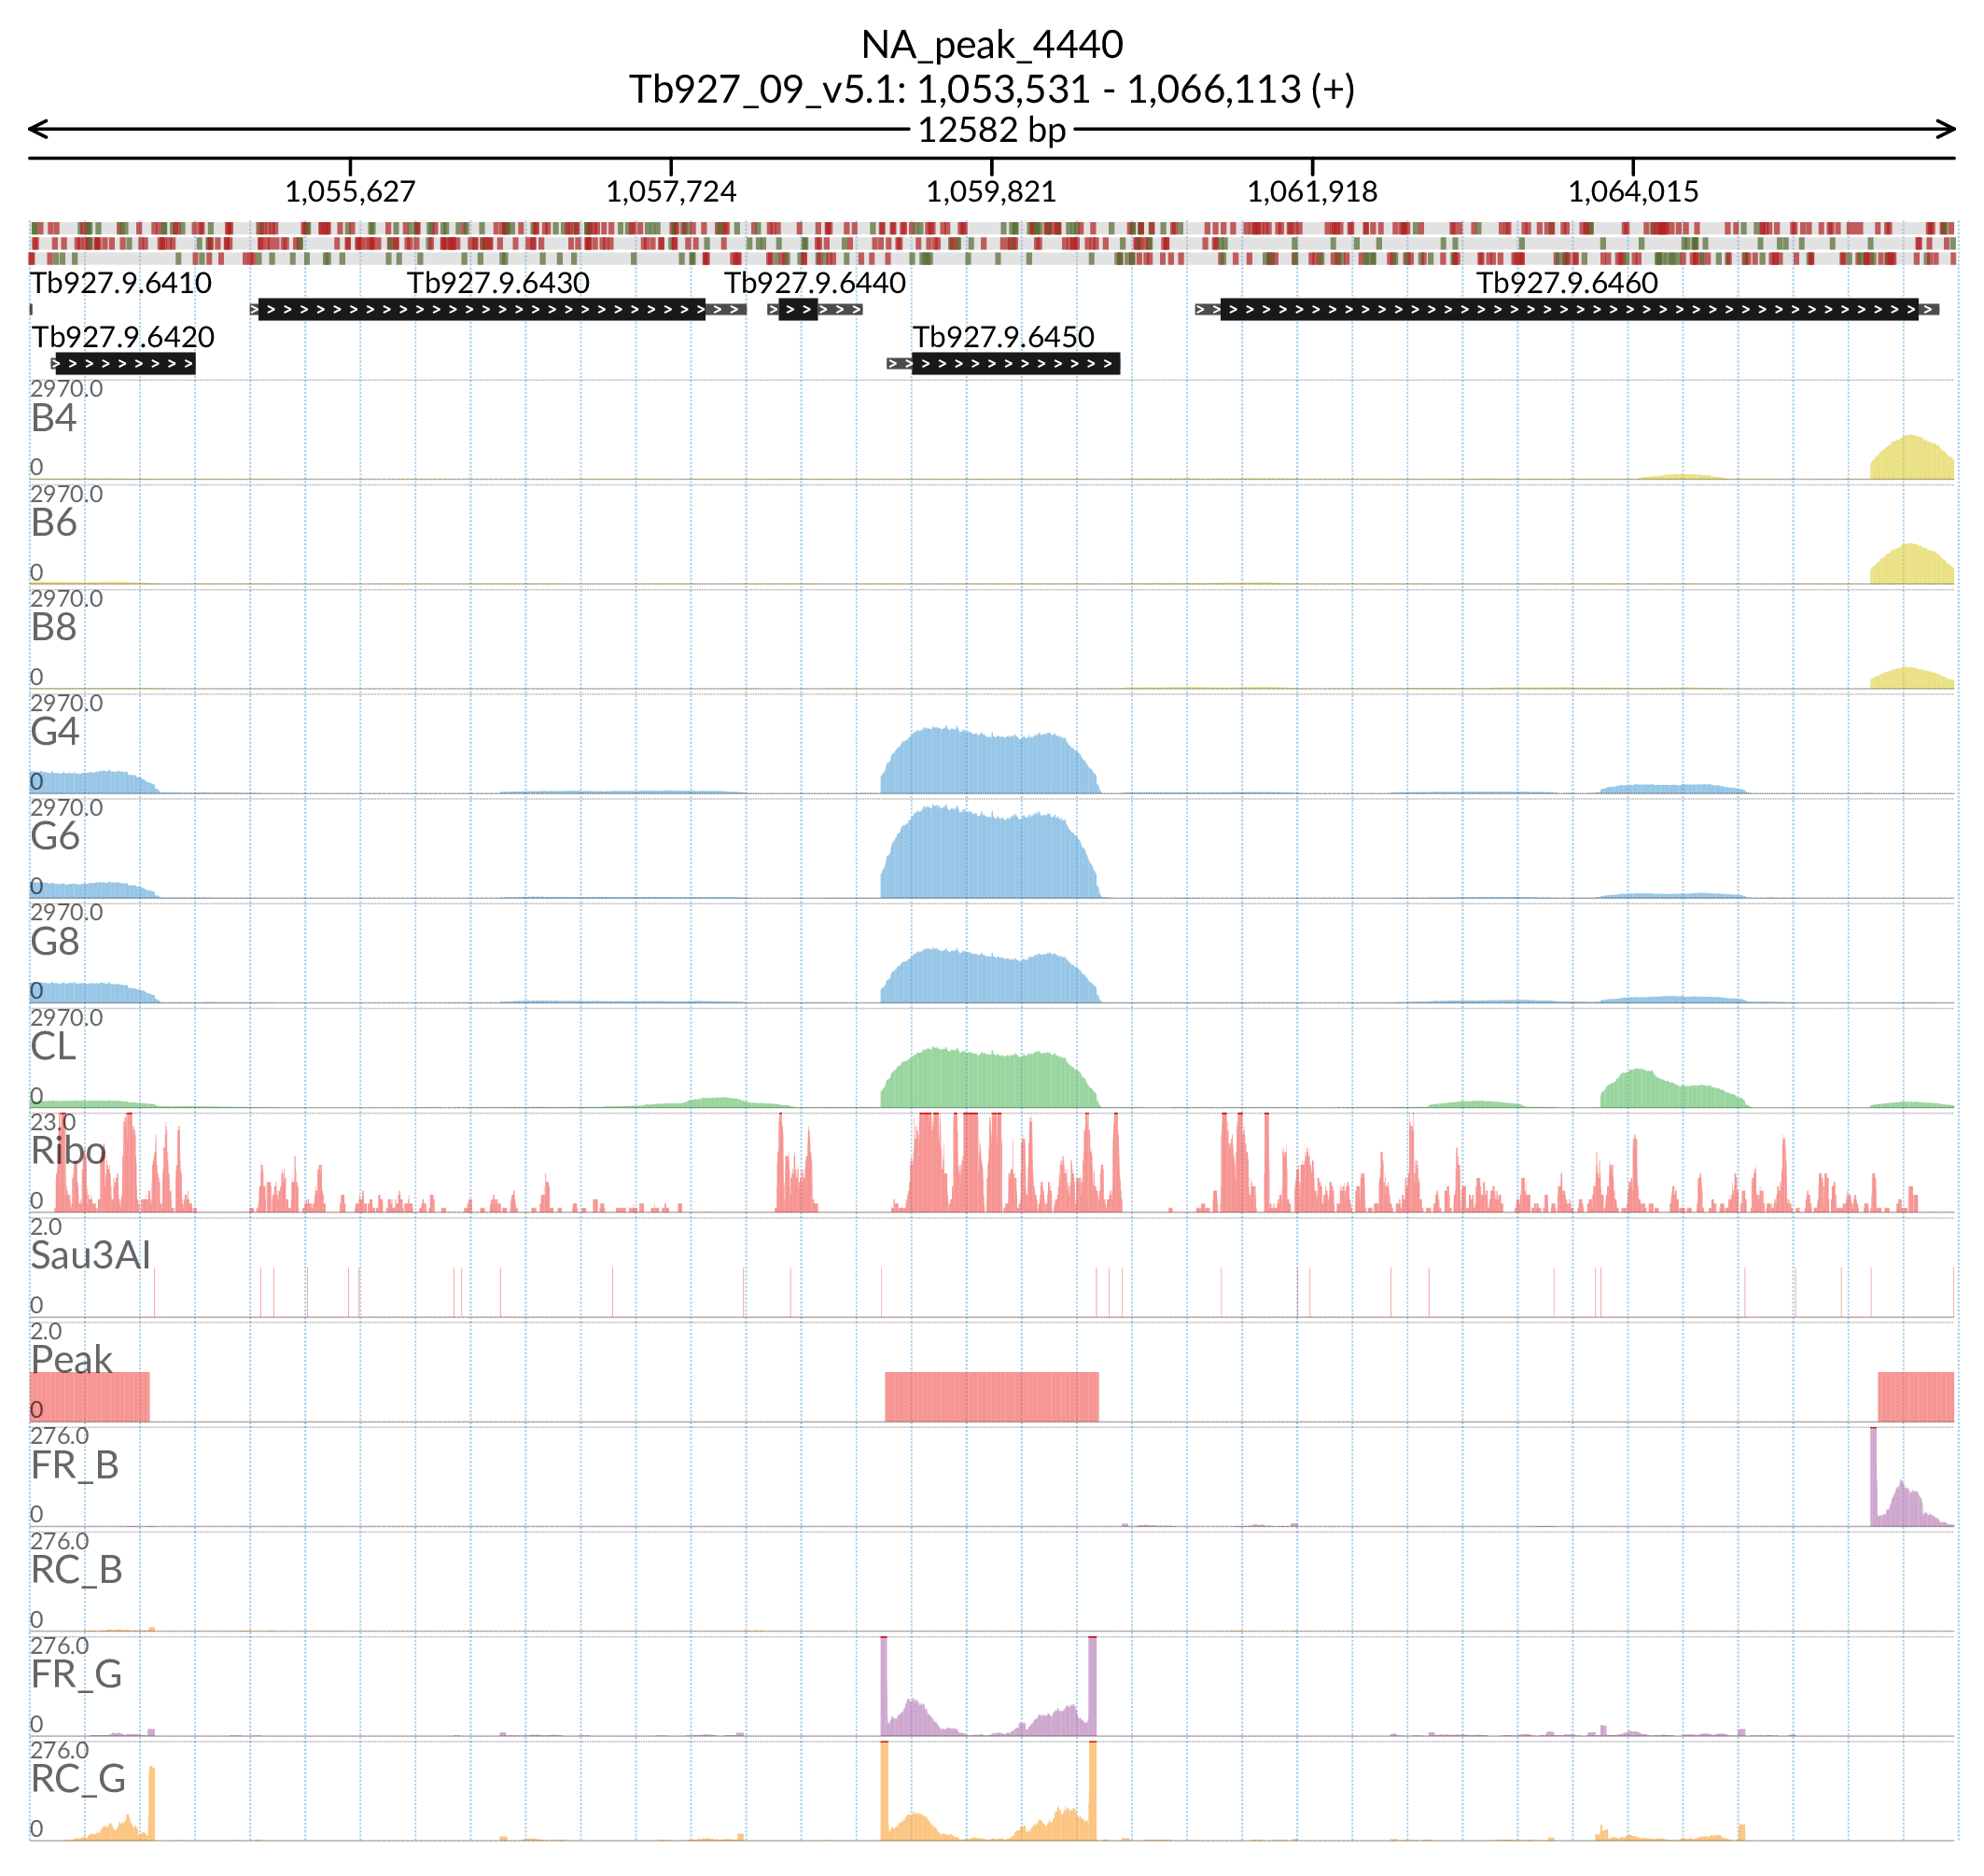 NA_peak_4440
Tb927_09_v5.1: 1,053,531 - 1,066,113 (+)
12582 bp
1,055,627 1,057,724 1,059,821 1,061,918 1,064,015
Tb927.9.6410 Tb927.9.6430 Tb927.9.6440 Tb927.9.6460
Tb927.9.6420 Tb927.9.6450
2970.0
B4
0
2970.0
B6
0
2970.0
B8
0
2970.0
G4
0
2970.0
G6
0
2970.0
G8
0
2970.0
CL
0
23.0
Ribo
0
2.0
Sau3AI
0
2.0
Peak
0
276.0
FR_B
0
276.0
RC_B
0
276.0
FR_G
0
276.0
RC_G
0